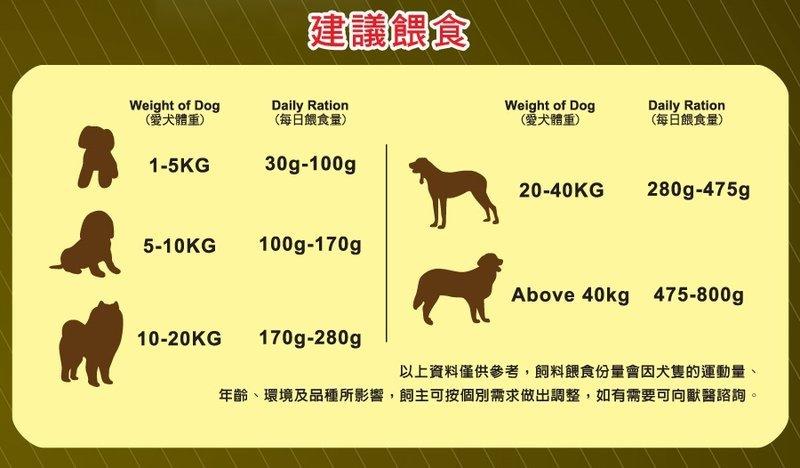 建議餵食
Weight of Dog
(愛犬體重)
Daily Ration
(每日餵食量)
1-5KG
30g-100g
5-10KG
100g-170g
10-20KG
170g-280g
Weight of Dog
(愛犬體重)
Daily Ration
(每日餵食量)
20-40KG
280g-475g
Above 40kg
475-800g
以上資料僅供參考，飼料餵食份量會因犬隻的運動量、
年齡、環境及品種所影響，飼主可按個別需求做出調整，如有需要可向獸醫諮詢。